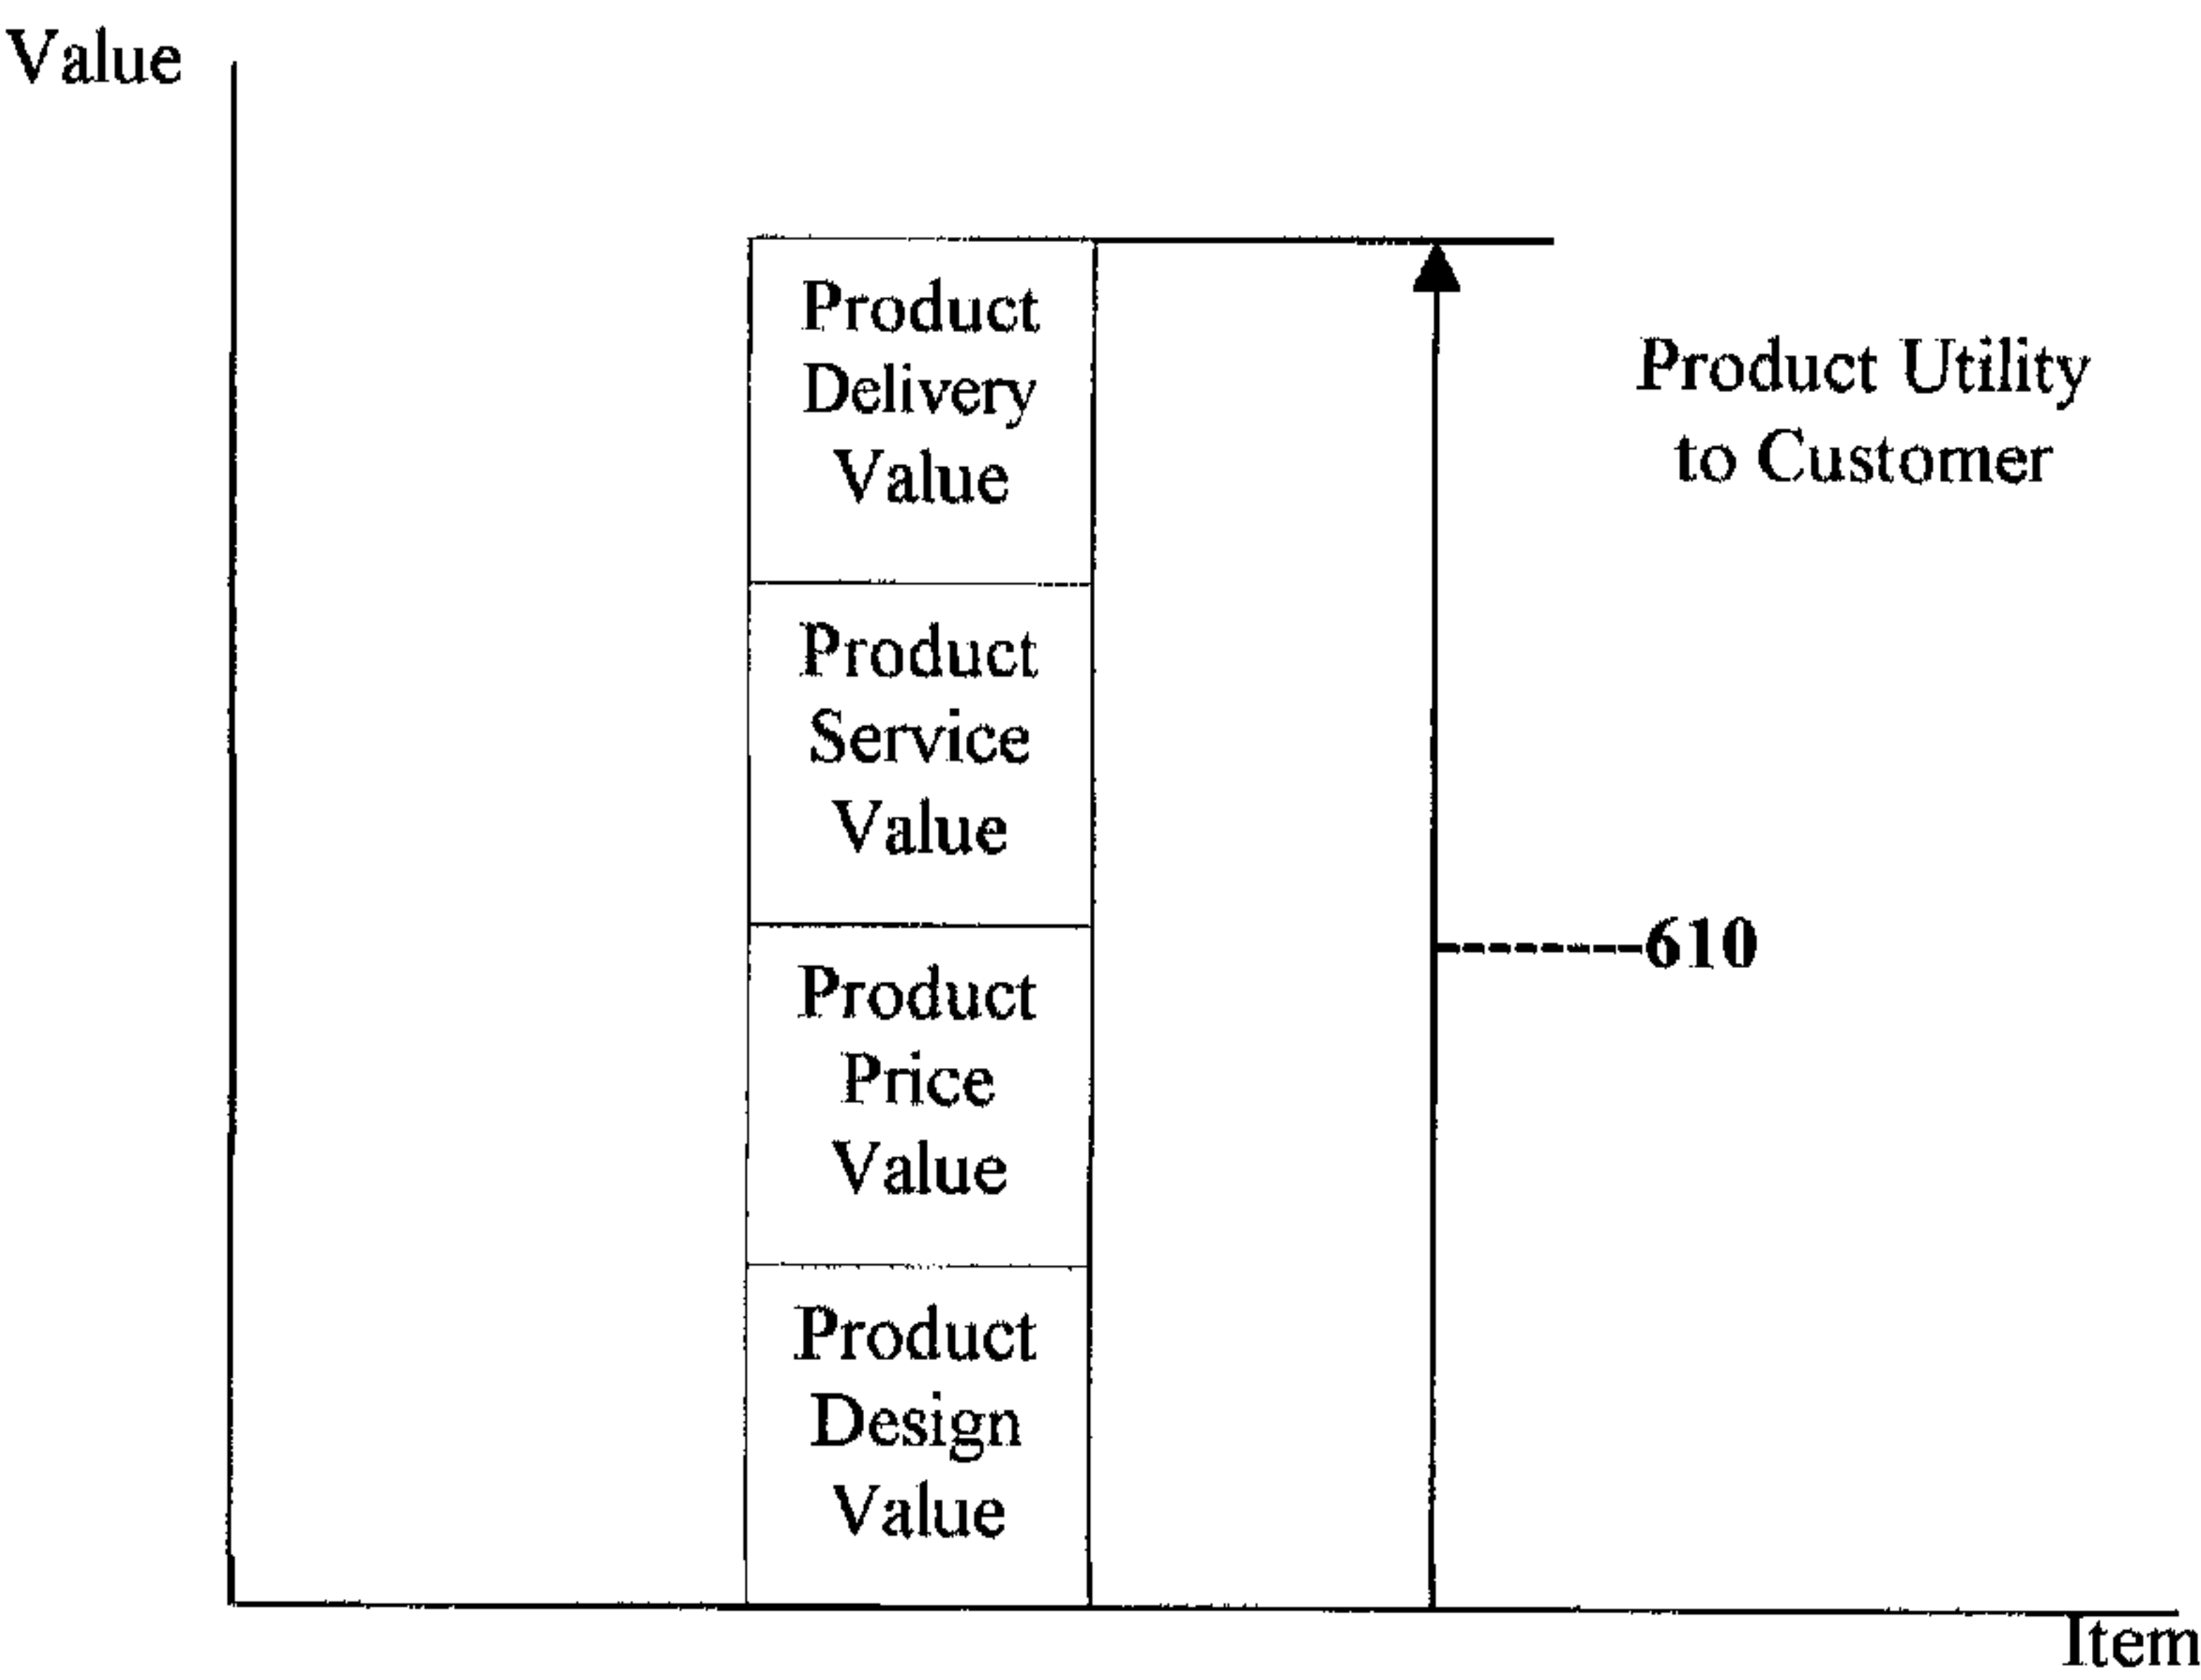 Value
Product
Delivery
Value
Product Utility
to Customer
Product
Service
Value
610
Product
Price
Value
Product
Design
Value
Item